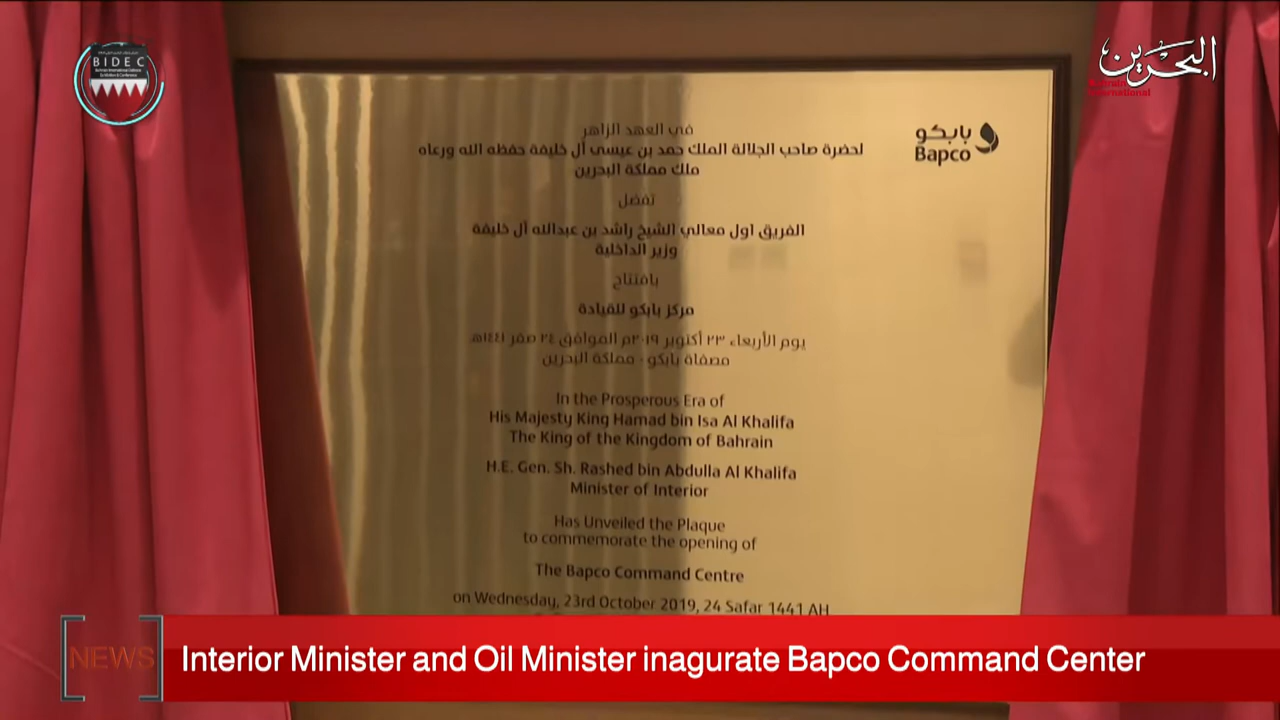 BIDEC
البحرين
International
بابكو
Bapco
في العهد الزاهر
لحضرة صاحب الجلالة الملك حمد بن عيسى آل خليفة حفظه الله ورعاه
ملك مملكة البحرين
تفضل
الفريق اول معالي الشيخ راشد بن عبدالله آل خليفة
وزير الداخلية
بافتتاح
مركز بابكو للقيادة
يوم الأربعاء ٢٣ أكتوبر ٢٠١٩م الموافق ٢٤ صفر ١٤٤١هـ
مصفاة بابكو - مملكة البحرين
In the Prosperous Era of
His Majesty King Hamad bin Isa Al Khalifa
The King of the Kingdom of Bahrain
H.E. Gen. Sh. Rashed bin Abdulla Al Khalifa
Minister of Interior
Has Unveiled the Plaque
to commemorate the opening of
The Bapco Command Centre
on Wednesday, 23rd October 2019, 24 Safar 1441 AH
NEWS
Interior Minister and Oil Minister inagurate Bapco Command Center